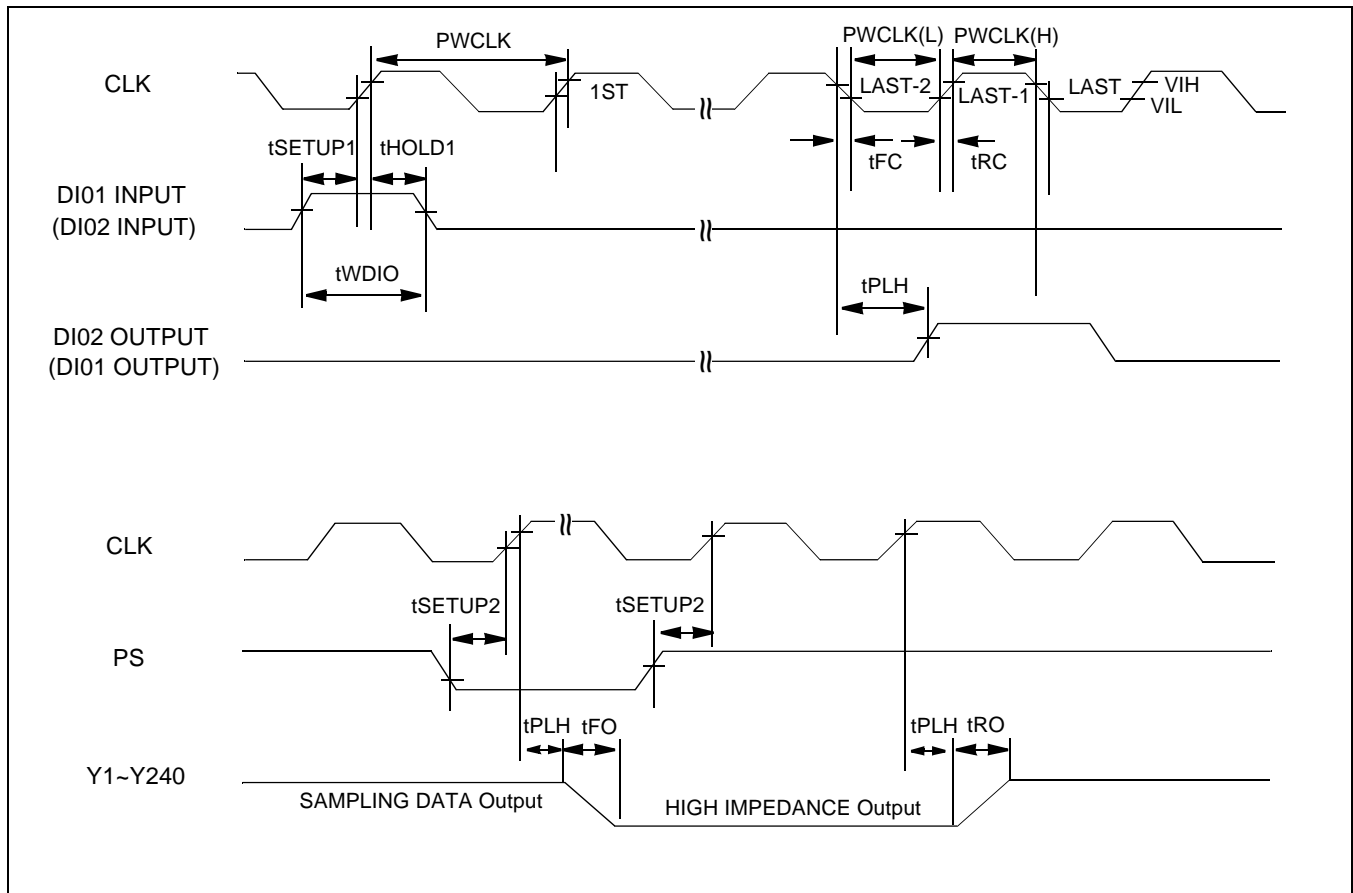 PWCLK
PWCLK(L)
PWCLK(H)
CLK
1ST
LAST-2
LAST-1
LAST
VIH
VIL
tSETUP1
tHOLD1
tFC
tRC
DI01 INPUT
(DI02 INPUT)
tWDIO
tPLH
DI02 OUTPUT
(DI01 OUTPUT)
CLK
tSETUP2
tSETUP2
PS
tPLH
tFO
tPLH
tRO
Y1~Y240
SAMPLING DATA Output
HIGH IMPEDANCE Output